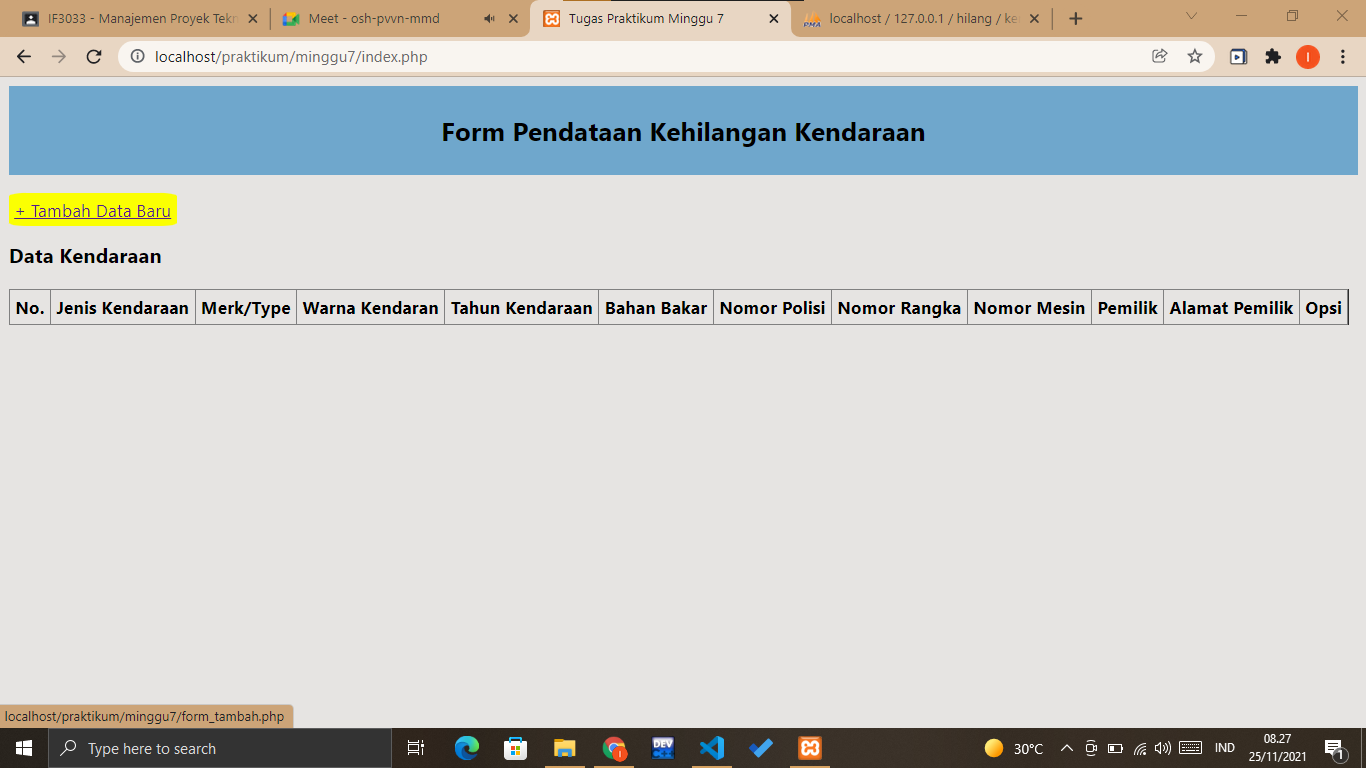 IF3033 - Manajemen Proyek Tekn
Meet - osh-pvvn-mmd
Tugas Praktikum Minggu 7
localhost / 127.0.0.1 / hilang / ke
localhost/praktikum/minggu7/index.php
I
Form Pendataan Kehilangan Kendaraan
+ Tambah Data Baru
Data Kendaraan
No. Jenis Kendaraan Merk/Type Warna Kendaran Tahun Kendaraan Bahan Bakar Nomor Polisi Nomor Rangka Nomor Mesin Pemilik Alamat Pemilik Opsi
localhost/praktikum/minggu7/form_tambah.php
Type here to search
DEV
30°C
IND
08.27
25/11/2021
1